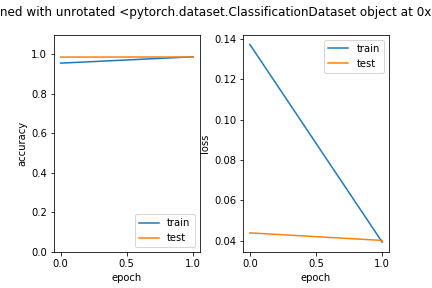 ned with unrotated <pytorch.dataset.ClassificationDataset object at 0x
1.0
0.8
0.6
0.4
0.2
0.0
accuracy
0.0 0.5 1.0
epoch
train
test
0.14
0.12
0.10
0.08
0.06
0.04
loss
0.0 0.5 1.0
epoch
train
test